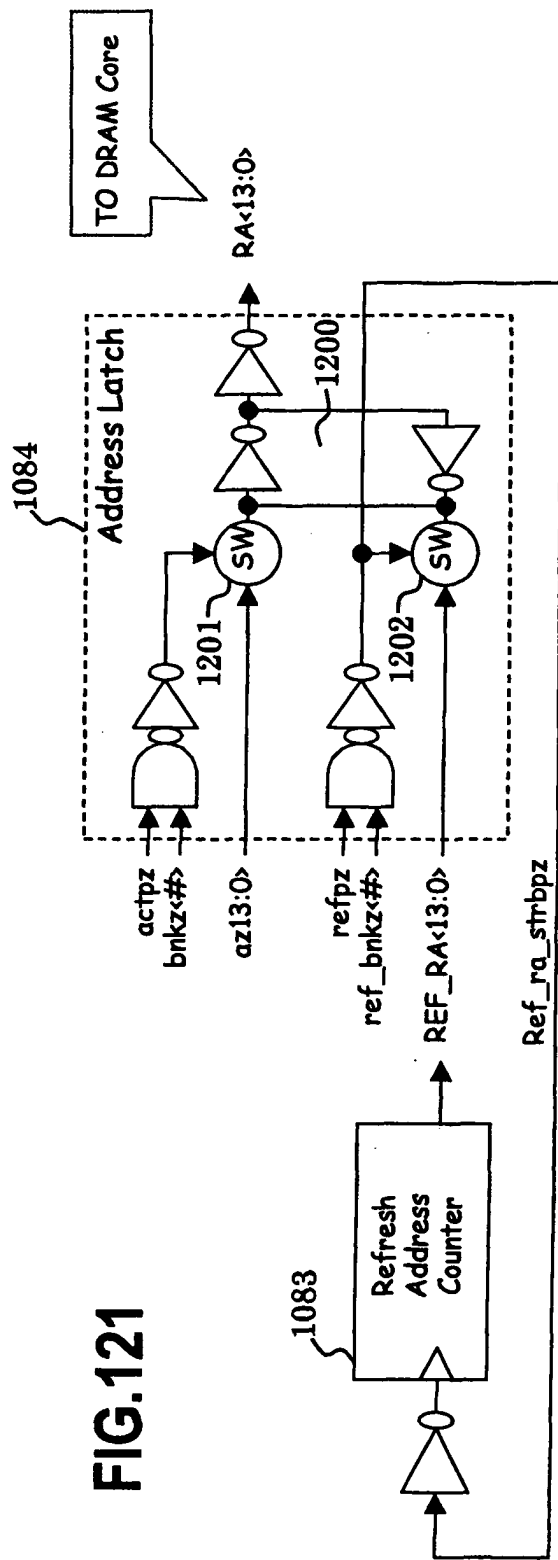 FIG.121
1083
Refresh
Address
Counter
REF_RA<13:0>
Ref_ra_strbpz
1084
Address Latch
actpz
bnkz<#>
az13:0>
refpz
ref_bnkz<#>
1201
SW
1202
SW
1200
RA<13:0>
TO DRAM Core